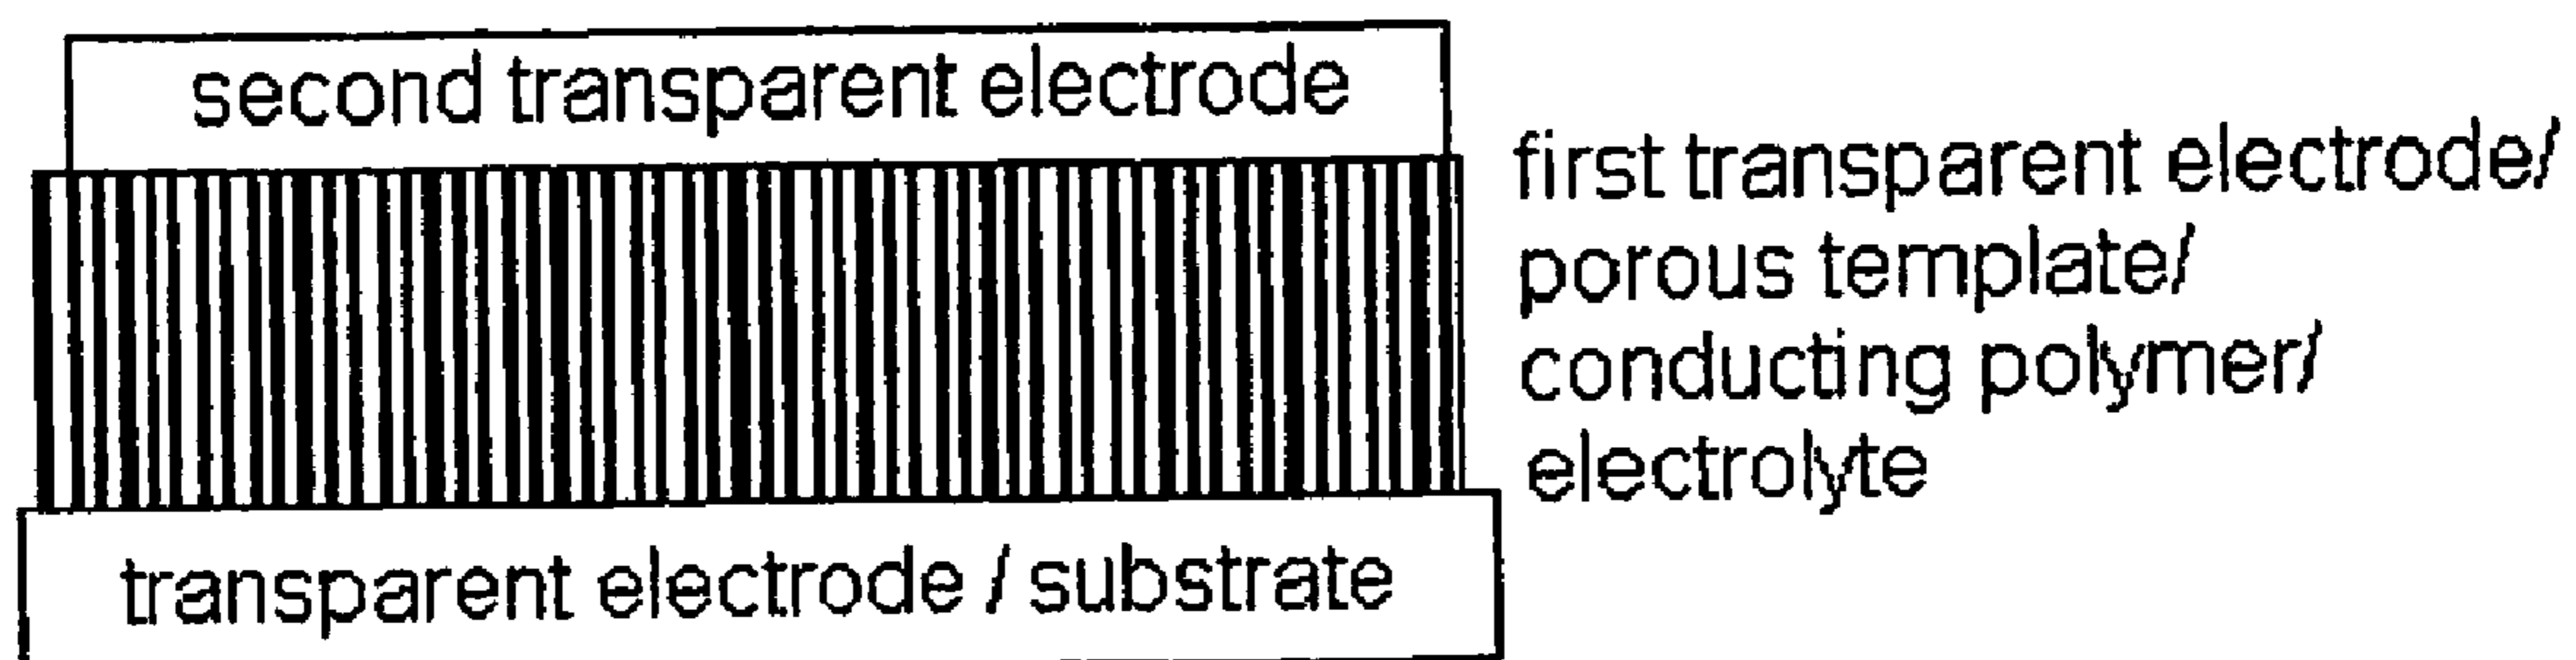 second transparent electrode
first transparent electrode/
porous template/
conducting polymer/
electrolyte
transparent electrode / substrate